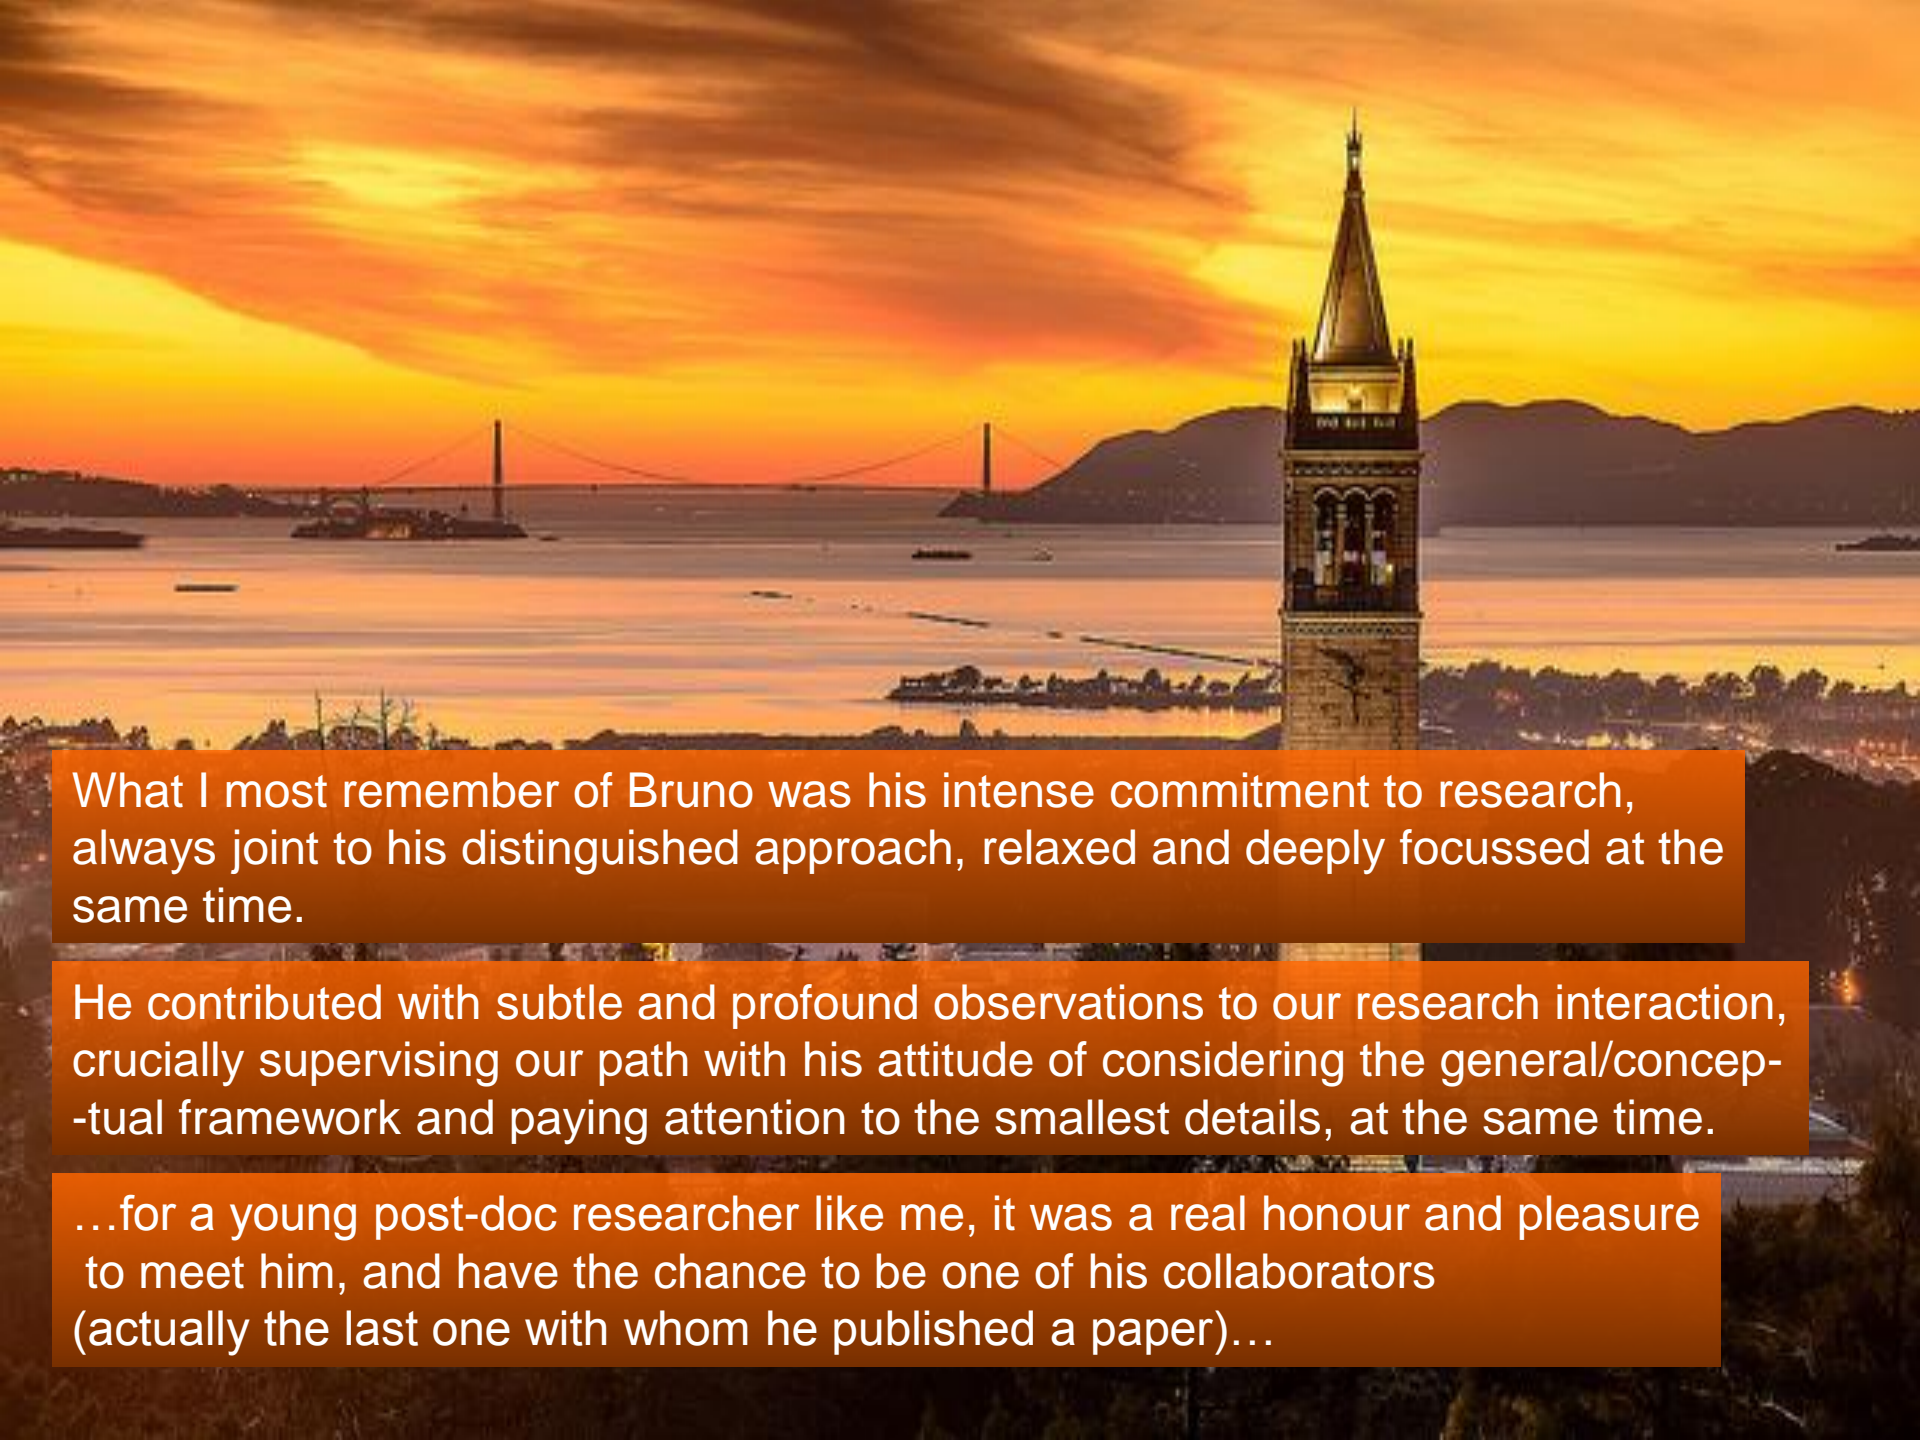 What I most remember of Bruno was his intense commitment to research,
always joint to his distinguished approach, relaxed and deeply focussed at the
same time.
He contributed with subtle and profound observations to our research interaction,
crucially supervising our path with his attitude of considering the general/concep-
-tual framework and paying attention to the smallest details, at the same time.
…for a young post-doc researcher like me, it was a real honour and pleasure
to meet him, and have the chance to be one of his collaborators
(actually the last one with whom he published a paper)…